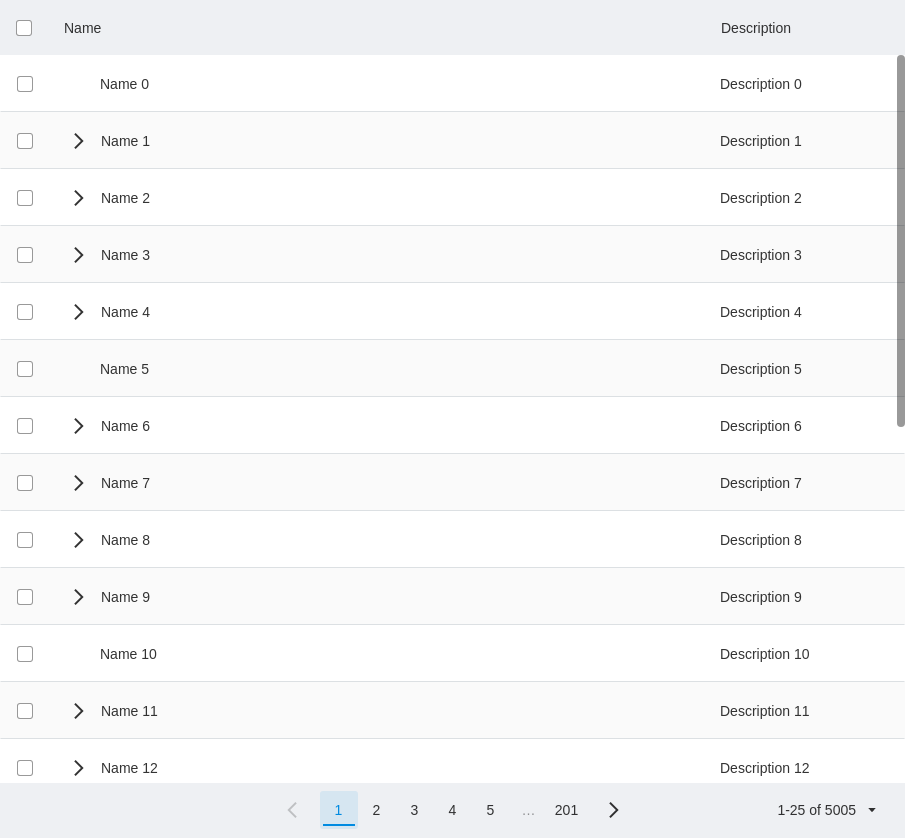 Name Description
Name 0 Description 0
Name 1 Description 1
Name 2 Description 2
Name 3 Description 3
Name 4 Description 4
Name 5 Description 5
Name 6 Description 6
Name 7 Description 7
Name 8 Description 8
Name 9 Description 9
Name 10 Description 10
Name 11 Description 11
Name 12 Description 12
1 2 3 4 5 … 201 1-25 of 5005